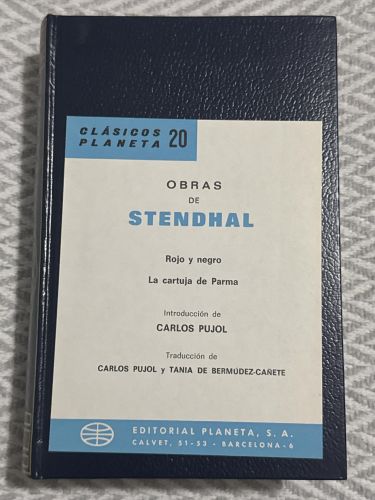 CLÁSICOS
PLANETA 20
OBRAS
DE
STENDHAL
Rojo y negro
La cartuja de Parma
Introducción de
CARLOS PUJOL
Traducción de
CARLOS PUJOL y TANIA DE BERMÚDEZ-CAÑETE
EDITORIAL PLANETA, S. A.
CALVET, 51-53 - BARCELONA-6